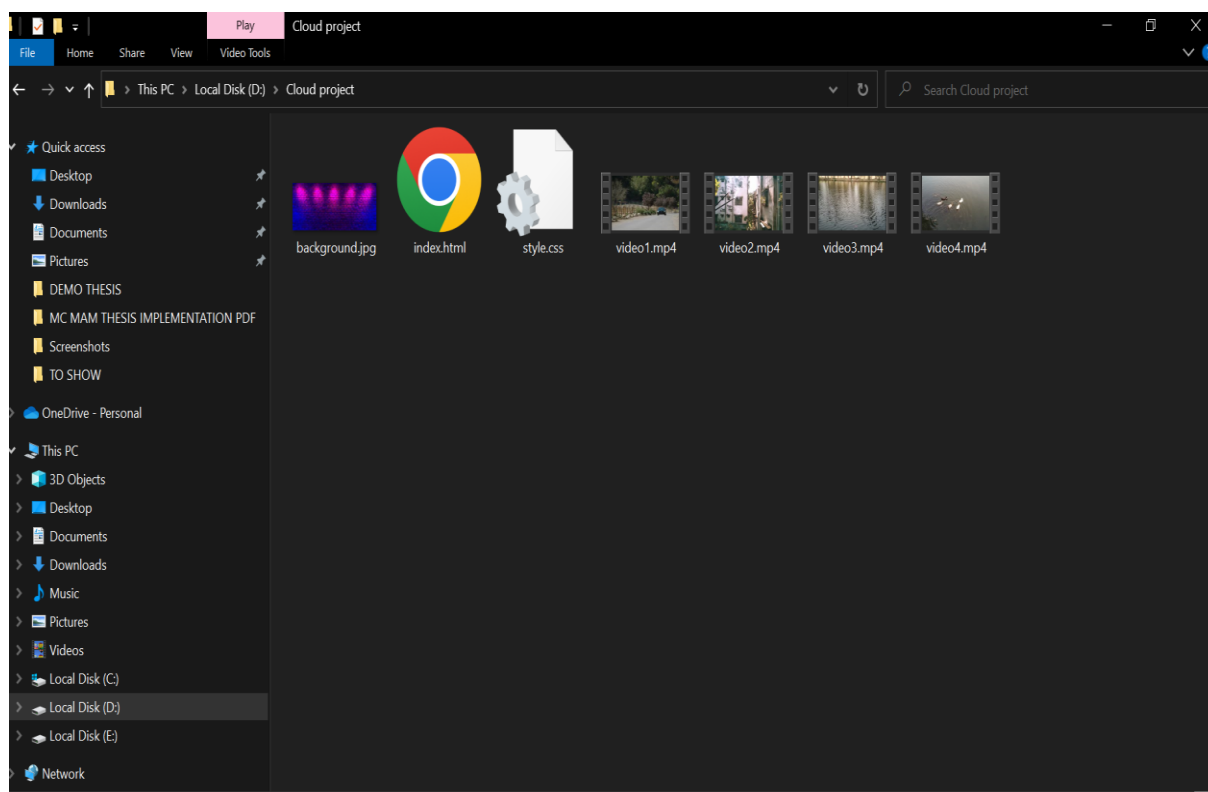 Play Cloud project
File Home Share View Video Tools
This PC > Local Disk (D:) > Cloud project
Search Cloud project
Quick access
Desktop
Downloads
Documents
Pictures
DEMO THESIS
MC MAM THESIS IMPLEMENTATION PDF
Screenshots
TO SHOW
OneDrive - Personal
This PC
3D Objects
Desktop
Documents
Downloads
Music
Pictures
Videos
Local Disk (C:)
Local Disk (D:)
Local Disk (E:)
Network
background.jpg index.html style.css video1.mp4 video2.mp4 video3.mp4 video4.mp4